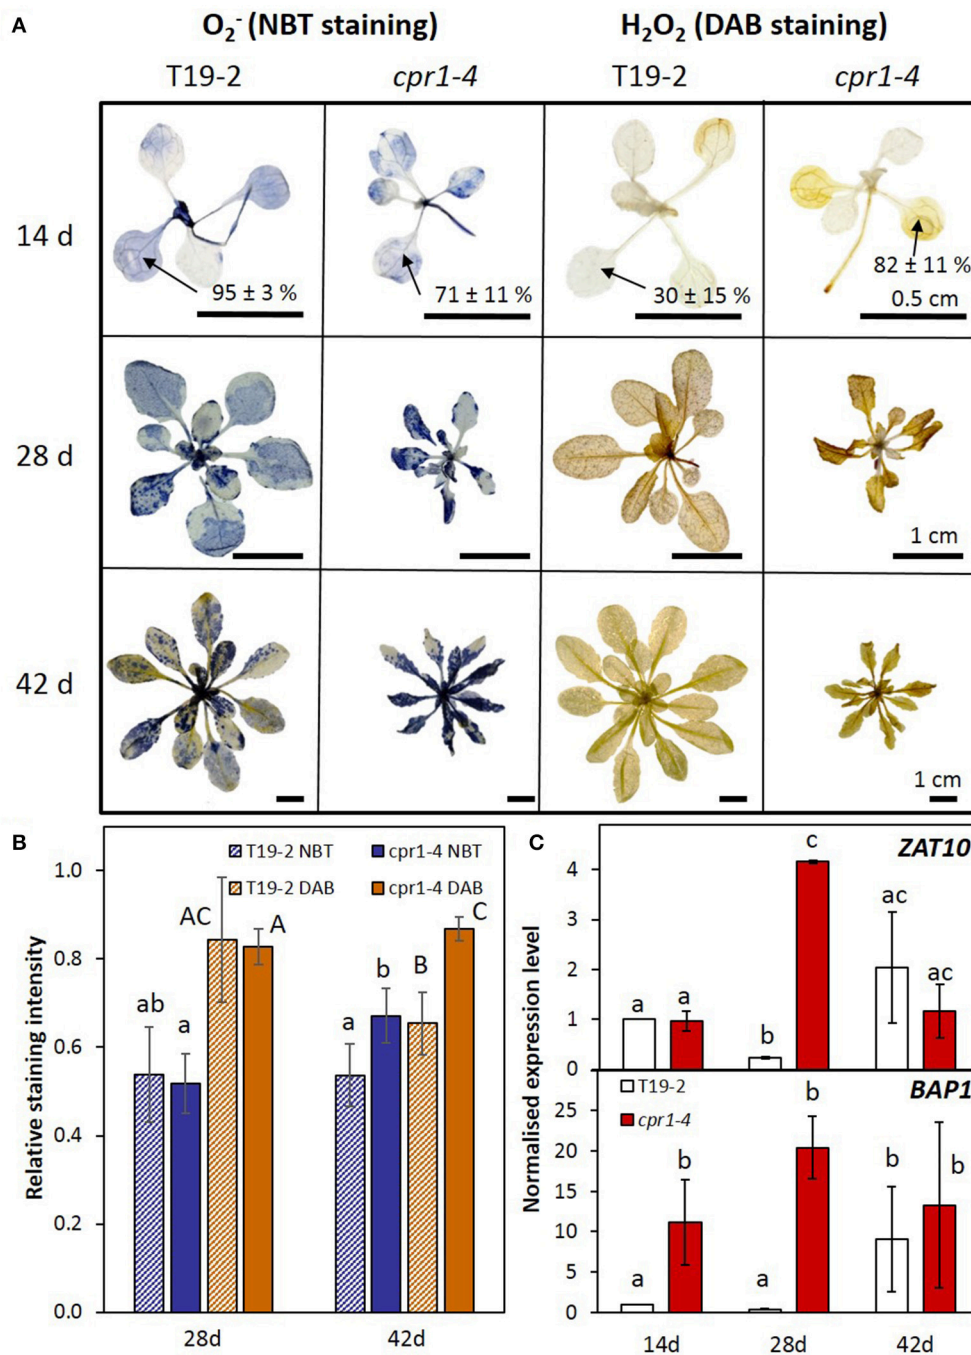 A
O₂⁻ (NBT staining) H₂O₂ (DAB staining)
T19-2 cpr1-4 T19-2 cpr1-4
14 d
95 ± 3 % 71 ± 11 % 30 ± 15 % 82 ± 11 %
0.5 cm
28 d
1 cm
42 d
1 cm
B
Relative staining intensity
T19-2 NBT cpr1-4 NBT
T19-2 DAB cpr1-4 DAB
1.0
0.8
0.6
0.4
0.2
0.0
ab a AC A
a b B C
28d 42d
C
Normalised expression level
ZAT10
4
3
2
1
0
a a b c ac ac
BAP1
T19-2
cpr1-4
25
20
15
10
5
0
a b a b b b
14d 28d 42d